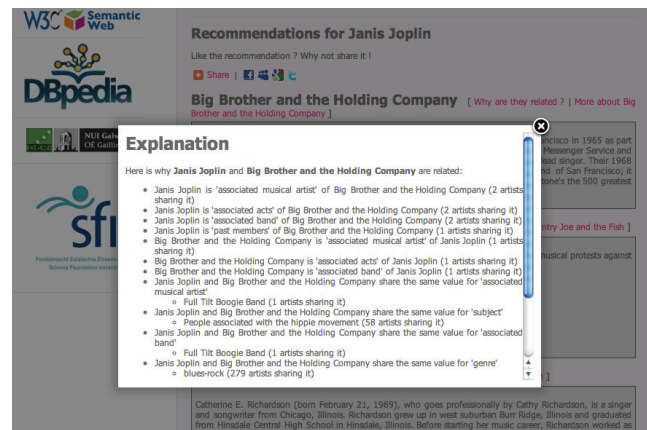 W3C Semantic
Web
DBpedia
DERI
NUI Galw
OÉ Gaillim
sfi
Science Foundation Ireland
Recommendations for Janis Joplin
Like the recommendation ? Why not share it !
Share |
Big Brother and the Holding Company [ Why are they related ? | More about Big
Brother and the Holding Company ]
ncisco in 1965 as part
Messenger Service and
lead singer. Their 1968
nd of San Francisco; it
tone's the 500 greatest
ntry Joe and the Fish ]
musical protests against
]
Explanation
Here is why Janis Joplin and Big Brother and the Holding Company are related:
Janis Joplin is 'associated musical artist' of Big Brother and the Holding Company (2 artists
sharing it)
Janis Joplin is 'associated acts' of Big Brother and the Holding Company (2 artists sharing it)
Janis Joplin is 'associated band' of Big Brother and the Holding Company (2 artists sharing it)
Janis Joplin is 'past members' of Big Brother and the Holding Company (1 artists sharing it)
Big Brother and the Holding Company is 'associated musical artist' of Janis Joplin (1 artists
sharing it)
Big Brother and the Holding Company is 'associated acts' of Janis Joplin (1 artists sharing it)
Big Brother and the Holding Company is 'associated band' of Janis Joplin (1 artists sharing it)
Janis Joplin and Big Brother and the Holding Company share the same value for 'associated
musical artist'
Full Tilt Boogie Band (1 artists sharing it)
Janis Joplin and Big Brother and the Holding Company share the same value for 'subject'
People associated with the hippie movement (58 artists sharing it)
Janis Joplin and Big Brother and the Holding Company share the same value for 'associated
band'
Full Tilt Boogie Band (1 artists sharing it)
Janis Joplin and Big Brother and the Holding Company share the same value for 'genre'
blues-rock (279 artists sharing it)
Catherine E. Richardson (born February 21, 1969), who goes professionally by Cathy Richardson, is a singer
and songwriter from Chicago, Illinois. Richardson grew up in west suburban Burr Ridge, Illinois and graduated
from Hinsdale Central High School in Hinsdale, Illinois. Before starting her music career, Richardson worked as